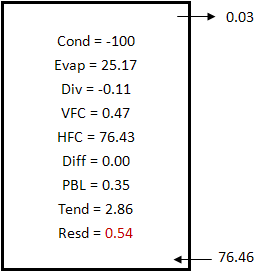 0.03
Cond = -100
Evap = 25.17
Div = -0.11
VFC = 0.47
HFC = 76.43
Diff = 0.00
PBL = 0.35
Tend = 2.86
Resd = 0.54
76.46